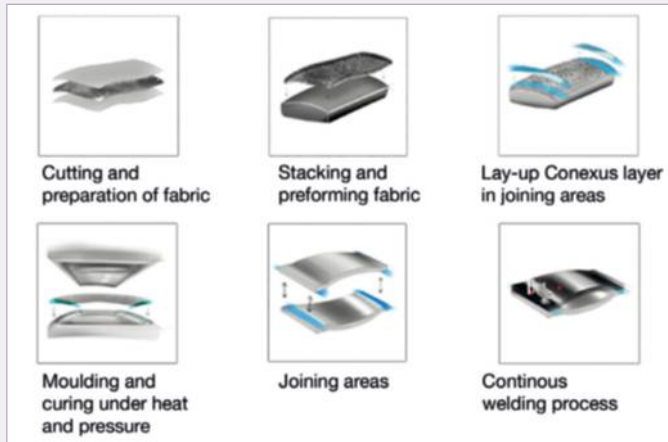 Cutting and
preparation of fabric
Stacking and
preforming fabric
Lay-up Conexus layer
in joining areas
Moulding and
curing under heat
and pressure
Joining areas
Continous
welding process